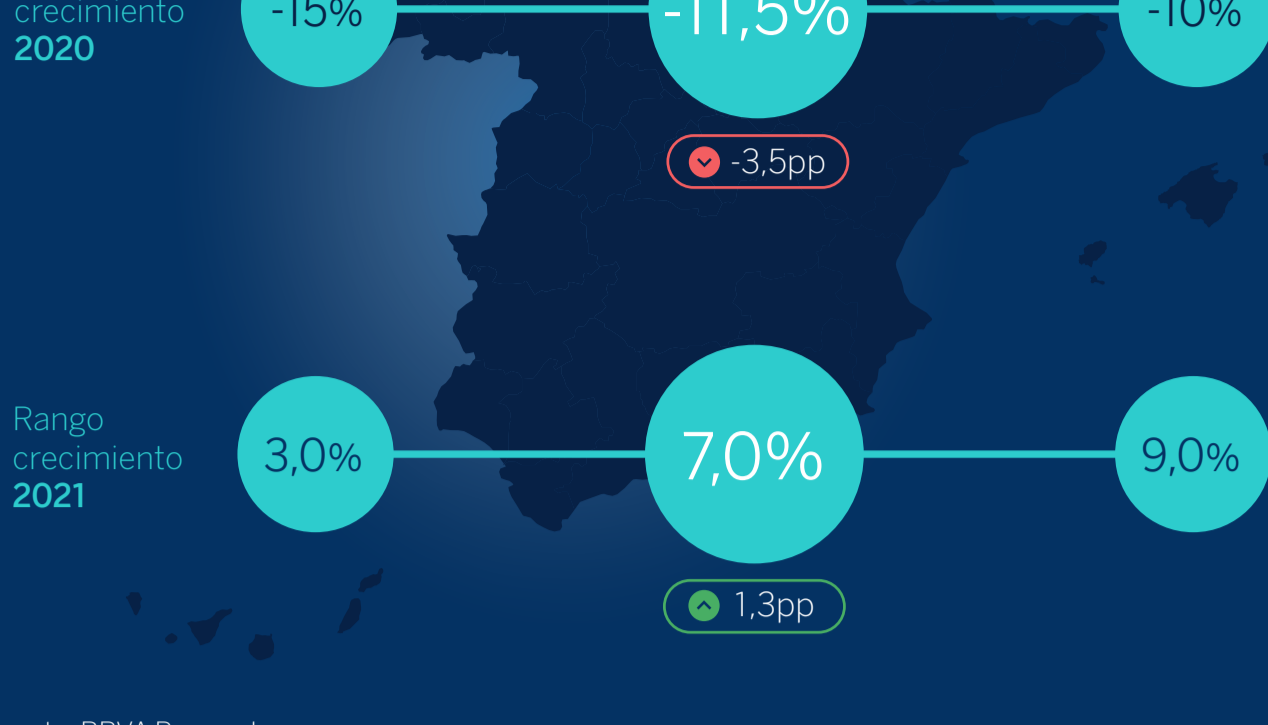 crecimiento
2020
-15%
-11,5%
-10%
-3,5pp
Rango
crecimiento
2021
3,0%
7,0%
9,0%
1,3pp